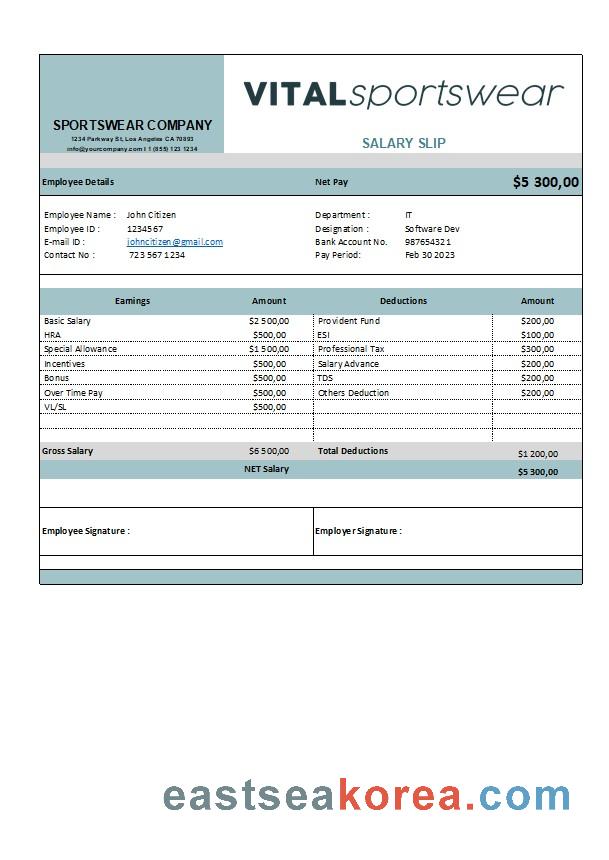 VITALsportswear
SPORTSWEAR COMPANY
1234 Parkway St, Los Angeles CA 70893
info@yourcompany.com I 1 (855) 123 1234
SALARY SLIP
Employee Details Net Pay $5 300,00
Employee Name : John Citizen Department : IT
Employee ID : 1234567 Designation : Software Dev
E-mail ID : johncitizen@gmail.com Bank Account No. 987654321
Contact No : 723 567 1234 Pay Period: Feb 30 2023
Earnings Amount Deductions Amount
Basic Salary $2 500,00 Provident Fund $200,00
HRA $500,00 ESI $100,00
Special Allowance $1 500,00 Professional Tax $300,00
Incentives $500,00 Salary Advance $200,00
Bonus $500,00 TDS $200,00
Over Time Pay $500,00 Others Deduction $200,00
VL/SL $500,00
Gross Salary $6 500,00 Total Deductions $1 200,00
NET Salary $5 300,00
Employee Signature : Employer Signature :
eastseakorea.com